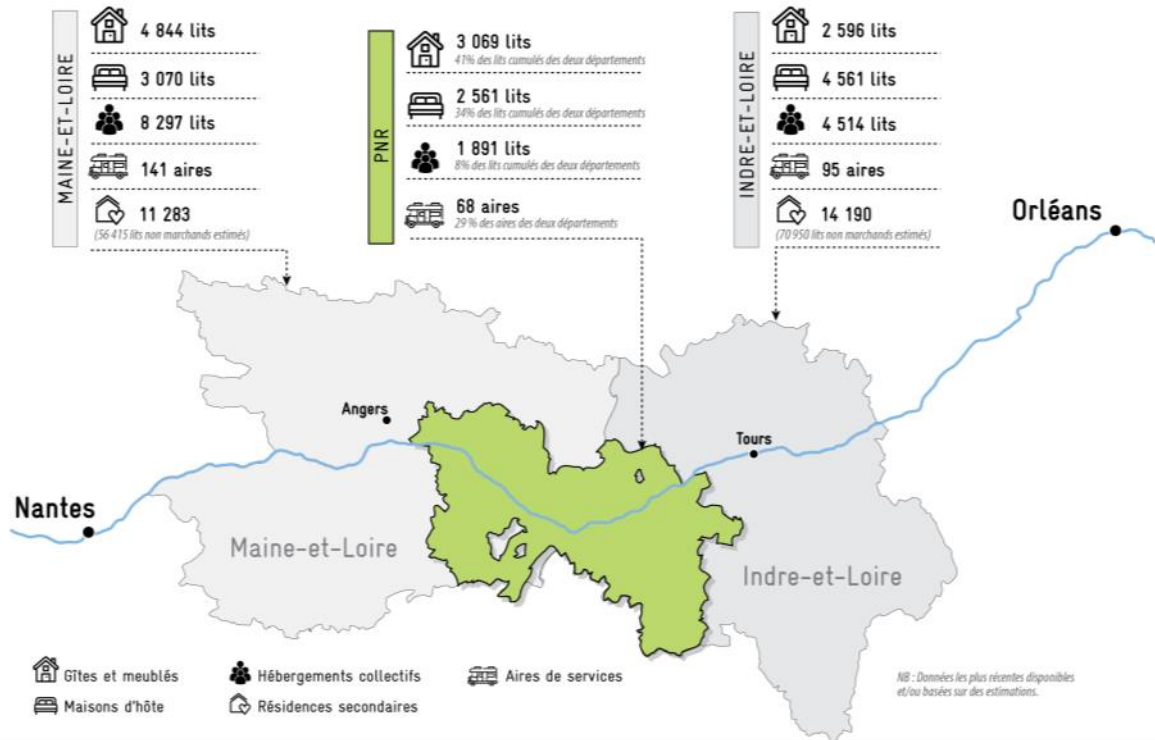 MAINE-ET-LOIRE
4 844 lits
3 070 lits
8 297 lits
141 aires
11 283
(56 415 lits non marchands estimés)
PNR
3 069 lits
41% des lits cumulés des deux départements
2 561 lits
34% des lits cumulés des deux départements
1 891 lits
8% des lits cumulés des deux départements
68 aires
29 % des aires des deux départements
INDRE-ET-LOIRE
2 596 lits
4 561 lits
4 514 lits
95 aires
14 190
(70 950 lits non marchands estimés)
Orléans
Angers
Tours
Nantes
Maine-et-Loire
Indre-et-Loire
Gîtes et meublés
Hébergements collectifs
Aires de services
Maisons d'hôte
Résidences secondaires
NB : Données les plus récentes disponibles
et/ou basées sur des estimations.